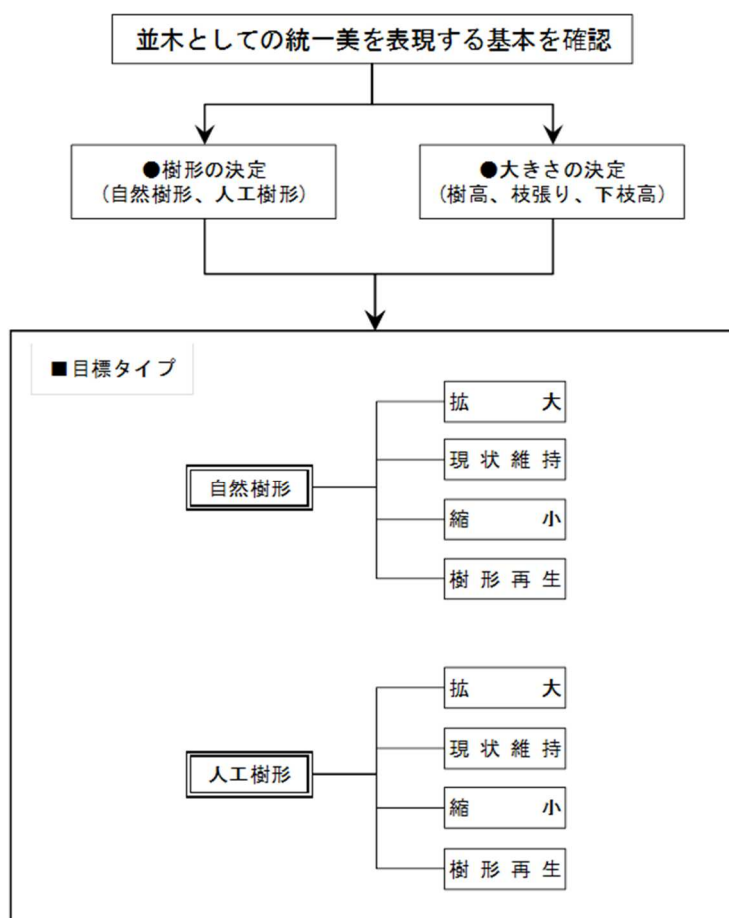 並木としての統一美を表現する基本を確認
●樹形の決定
(自然樹形、人工樹形)
●大きさの決定
(樹高、枝張り、下枝高)
■目標タイプ
自然樹形
拡大
現状維持
縮小
樹形再生
人工樹形
拡大
現状維持
縮小
樹形再生